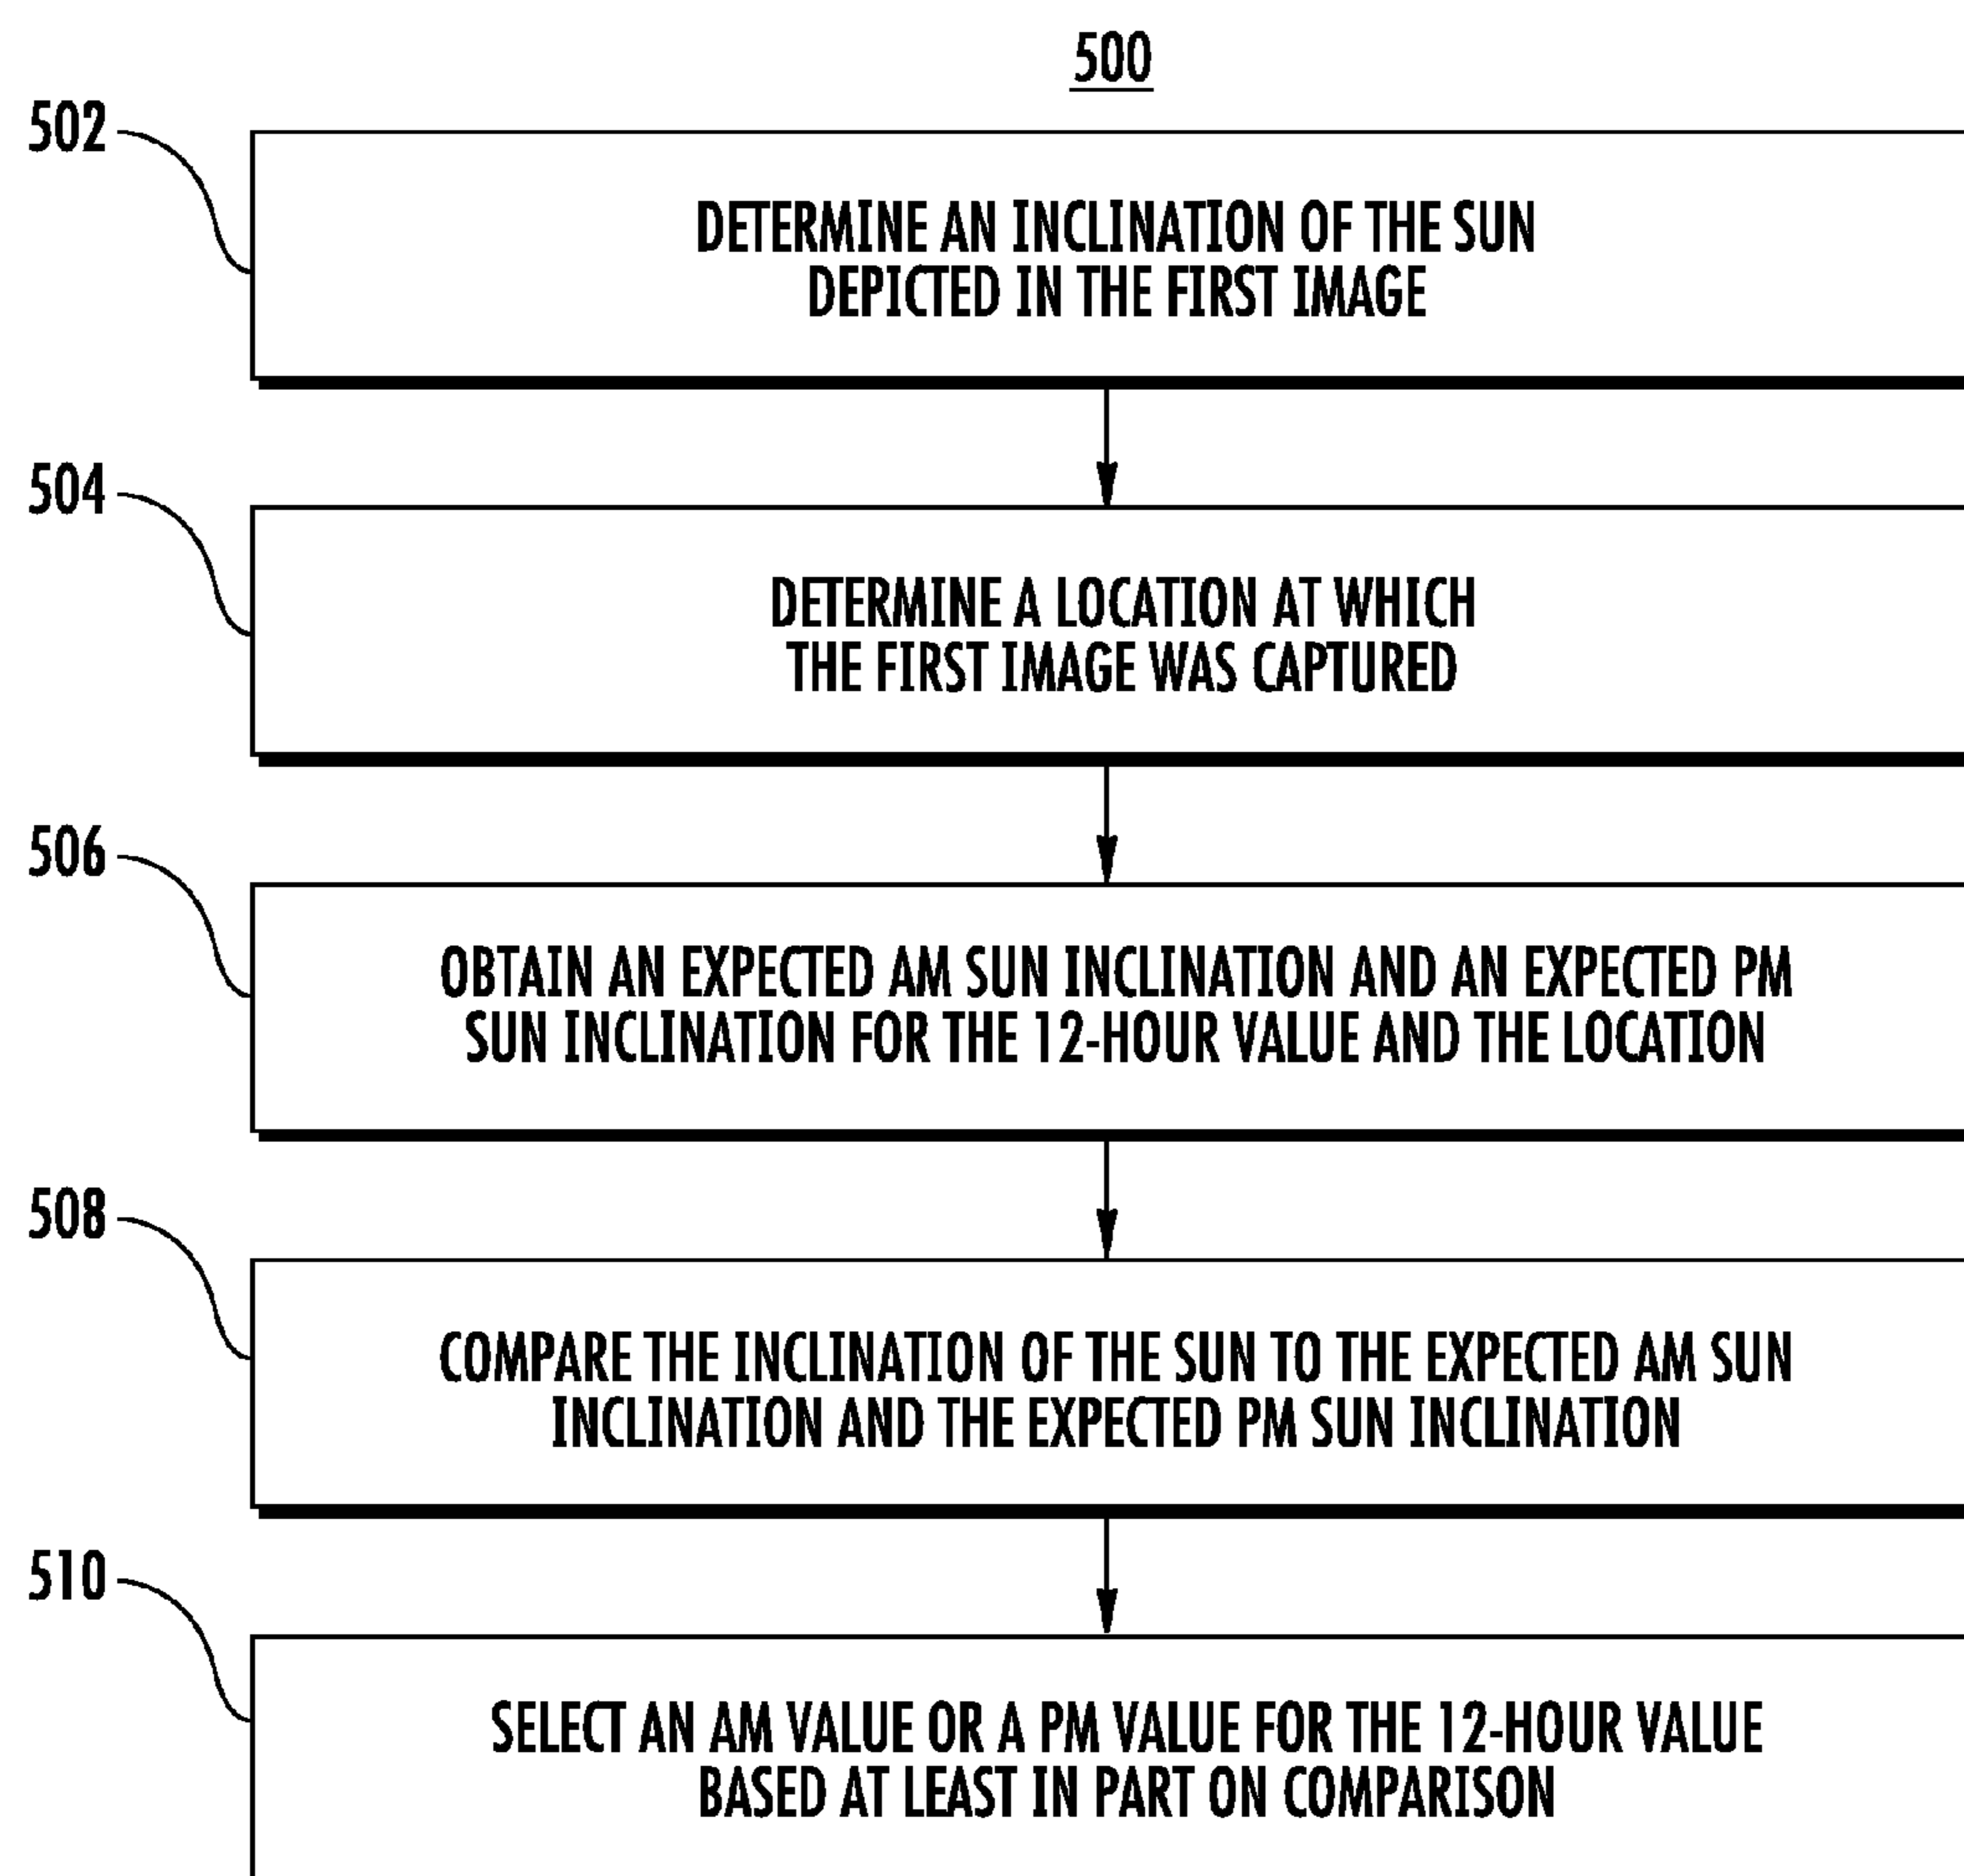 500
502
DETERMINE AN INCLINATION OF THE SUN
DEPICTED IN THE FIRST IMAGE
504
DETERMINE A LOCATION AT WHICH
THE FIRST IMAGE WAS CAPTURED
506
OBTAIN AN EXPECTED AM SUN INCLINATION AND AN EXPECTED PM
SUN INCLINATION FOR THE 12-HOUR VALUE AND THE LOCATION
508
COMPARE THE INCLINATION OF THE SUN TO THE EXPECTED AM SUN
INCLINATION AND THE EXPECTED PM SUN INCLINATION
510
SELECT AN AM VALUE OR A PM VALUE FOR THE 12-HOUR VALUE
BASED AT LEAST IN PART ON COMPARISON